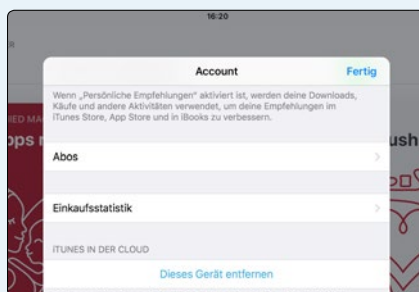 16:20
Account
Fertig
Wenn „Persönliche Empfehlungen“ aktiviert ist, werden deine Downloads,
Käufe und andere Aktivitäten verwendet, um deine Empfehlungen im
iTunes Store, App Store und in iBooks zu verbessern.
Abos
Einkaufsstatistik
iTUNES IN DER CLOUD
Dieses Gerät entfernen